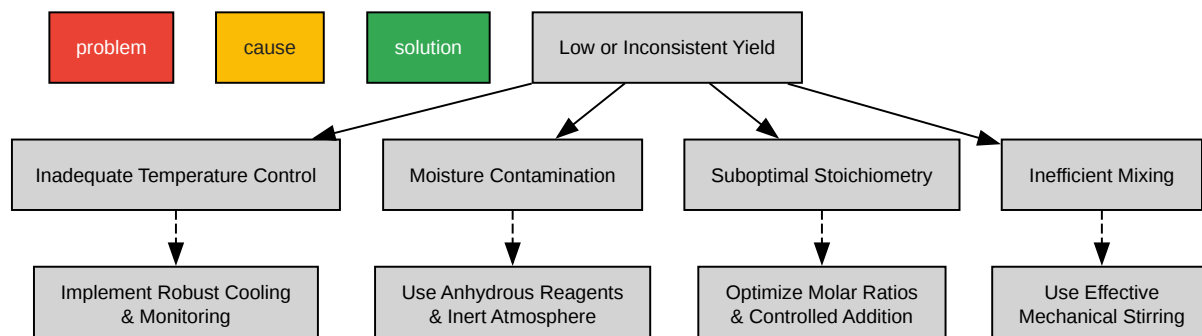 problem
cause
solution
Low or Inconsistent Yield
Inadequate Temperature Control
Moisture Contamination
Suboptimal Stoichiometry
Inefficient Mixing
Implement Robust Cooling
& Monitoring
Use Anhydrous Reagents
& Inert Atmosphere
Optimize Molar Ratios
& Controlled Addition
Use Effective
Mechanical Stirring